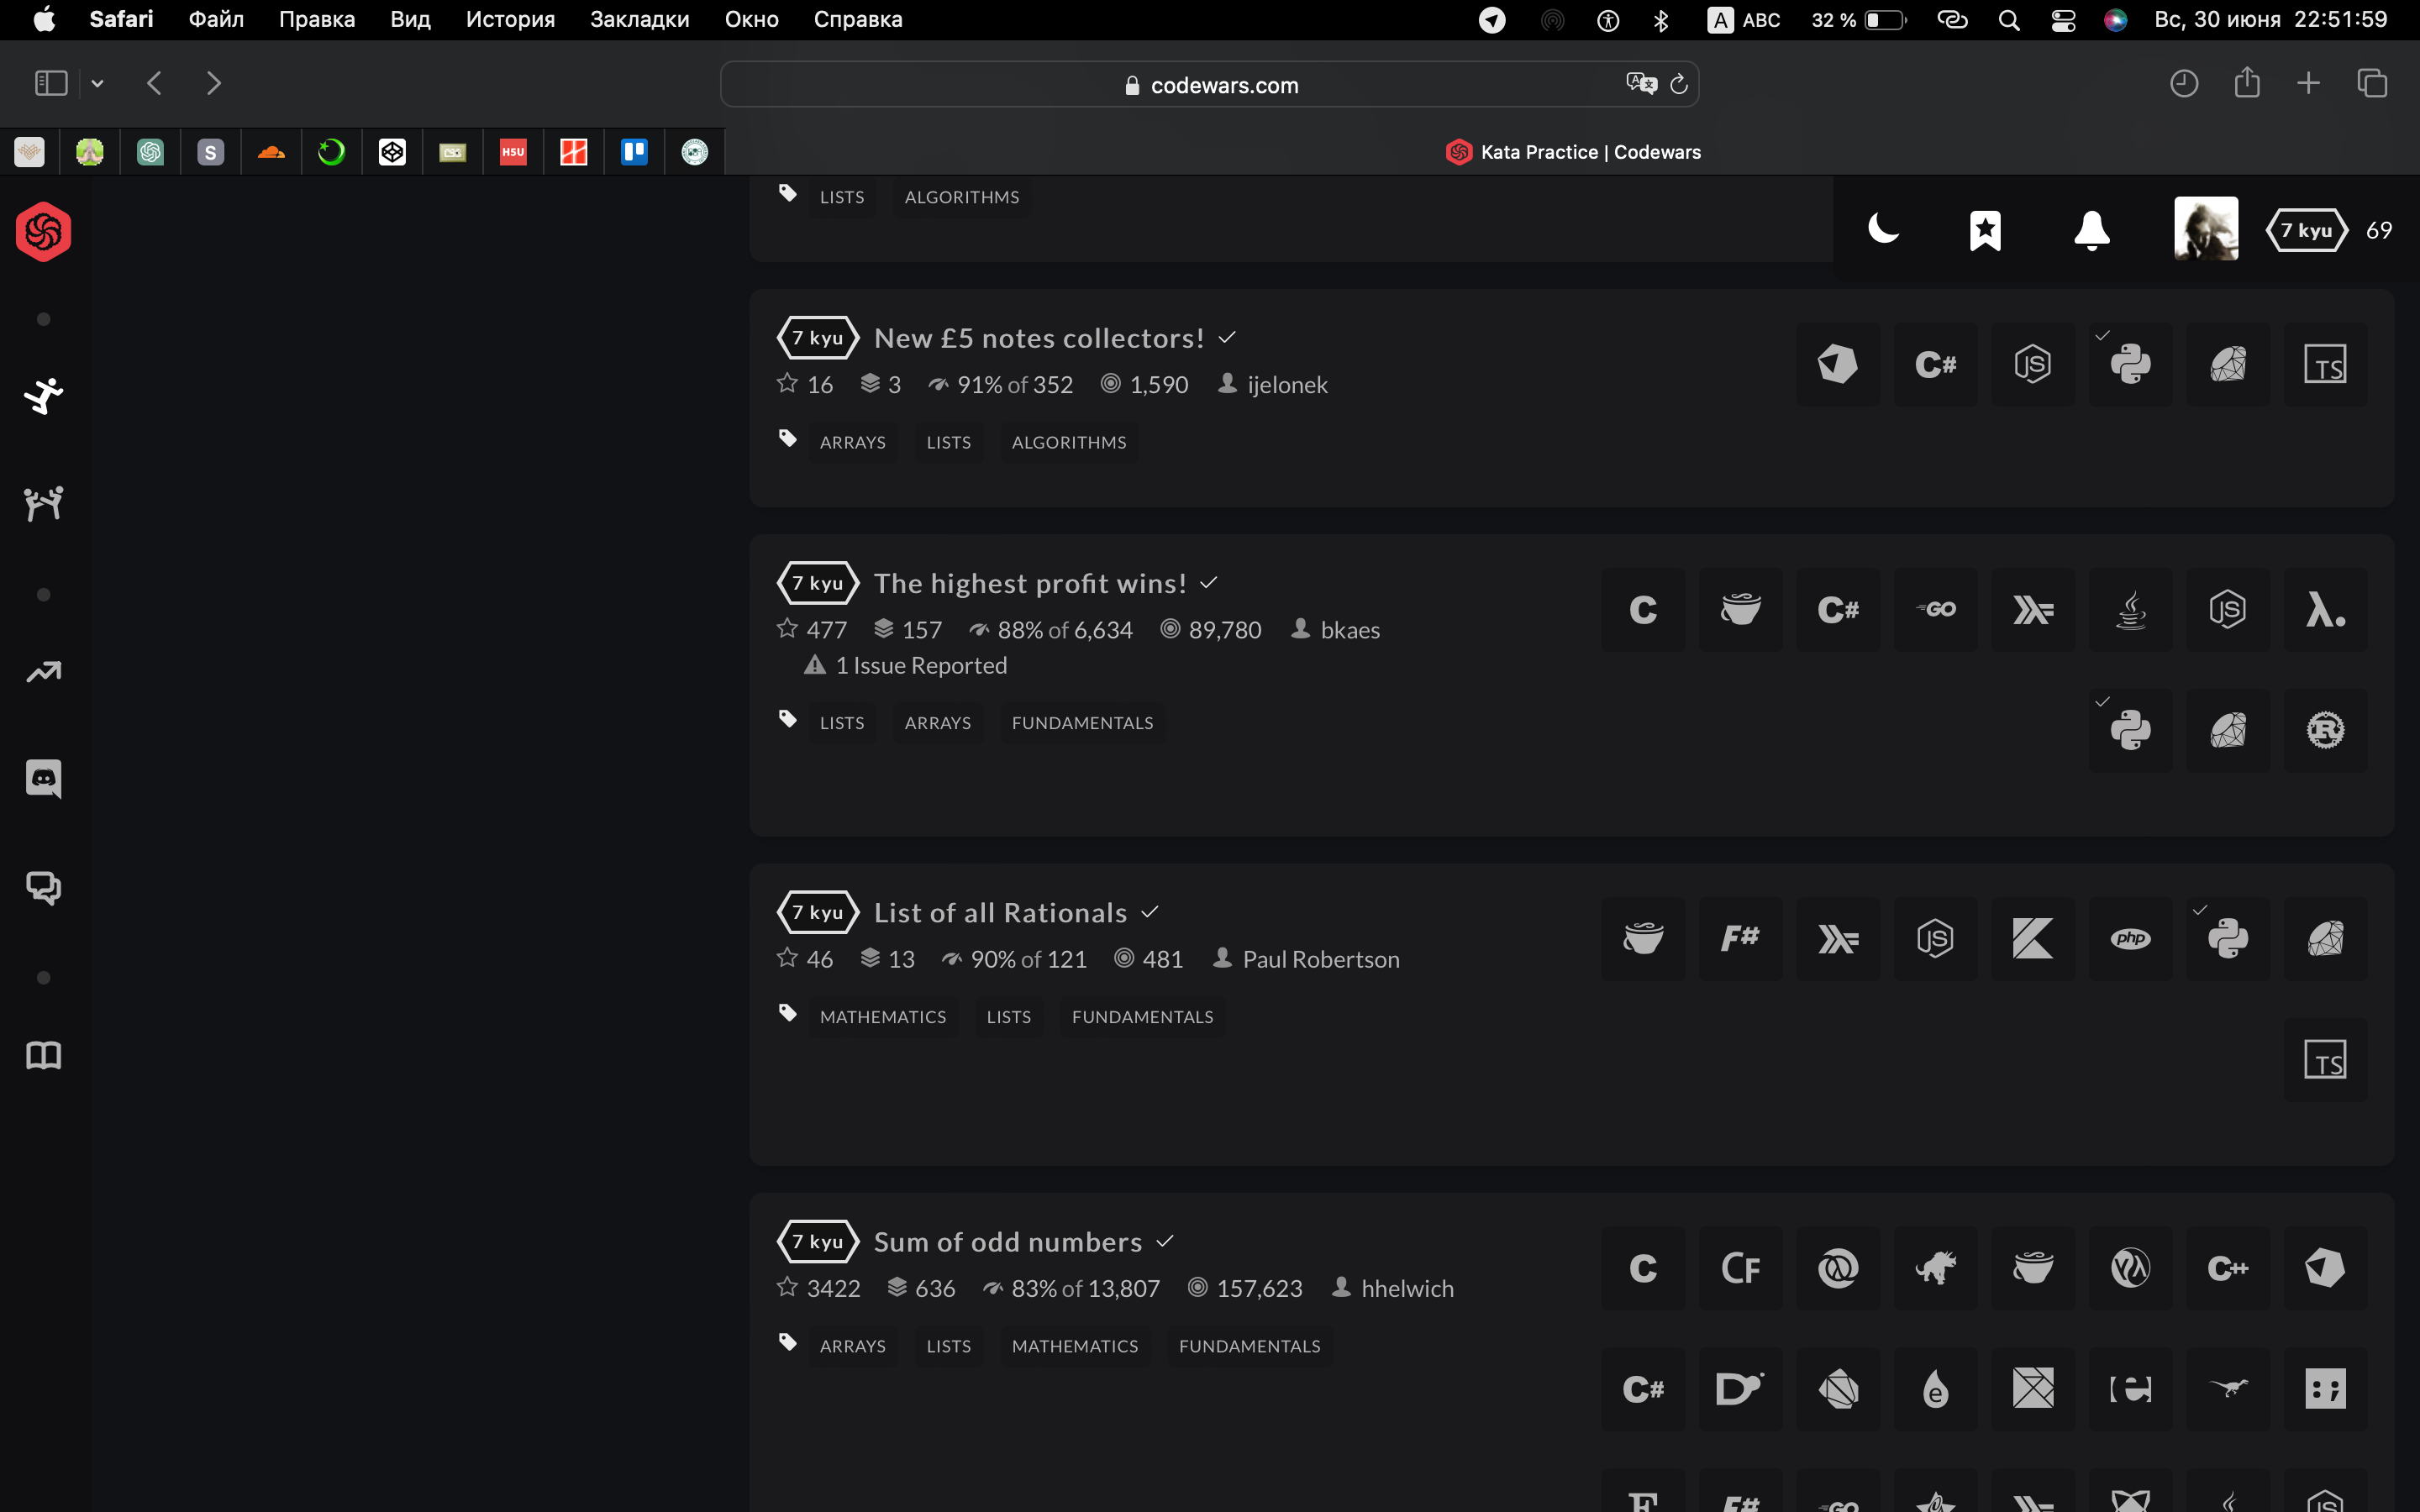 Safari Файл Правка Вид История Закладки Окно Справка A ABC 32 % Вс, 30 июня 22:51:59
codewars.com
S H5U Kata Practice | Codewars
LISTS ALGORITHMS
7 kyu 69
7 kyu New £5 notes collectors!
16 3 91% of 352 1,590 ijelonek
C# JS TS
ARRAYS LISTS ALGORITHMS
7 kyu The highest profit wins!
477 157 88% of 6,634 89,780 bkaes
C C# GO JS λ.
1 Issue Reported
LISTS ARRAYS FUNDAMENTALS
R
7 kyu List of all Rationals
46 13 90% of 121 481 Paul Robertson
F# JS php
MATHEMATICS LISTS FUNDAMENTALS
TS
7 kyu Sum of odd numbers
3422 636 83% of 13,807 157,623 hhelwich
C CF C++
ARRAYS LISTS MATHEMATICS FUNDAMENTALS
C# D e
F F# GO JS